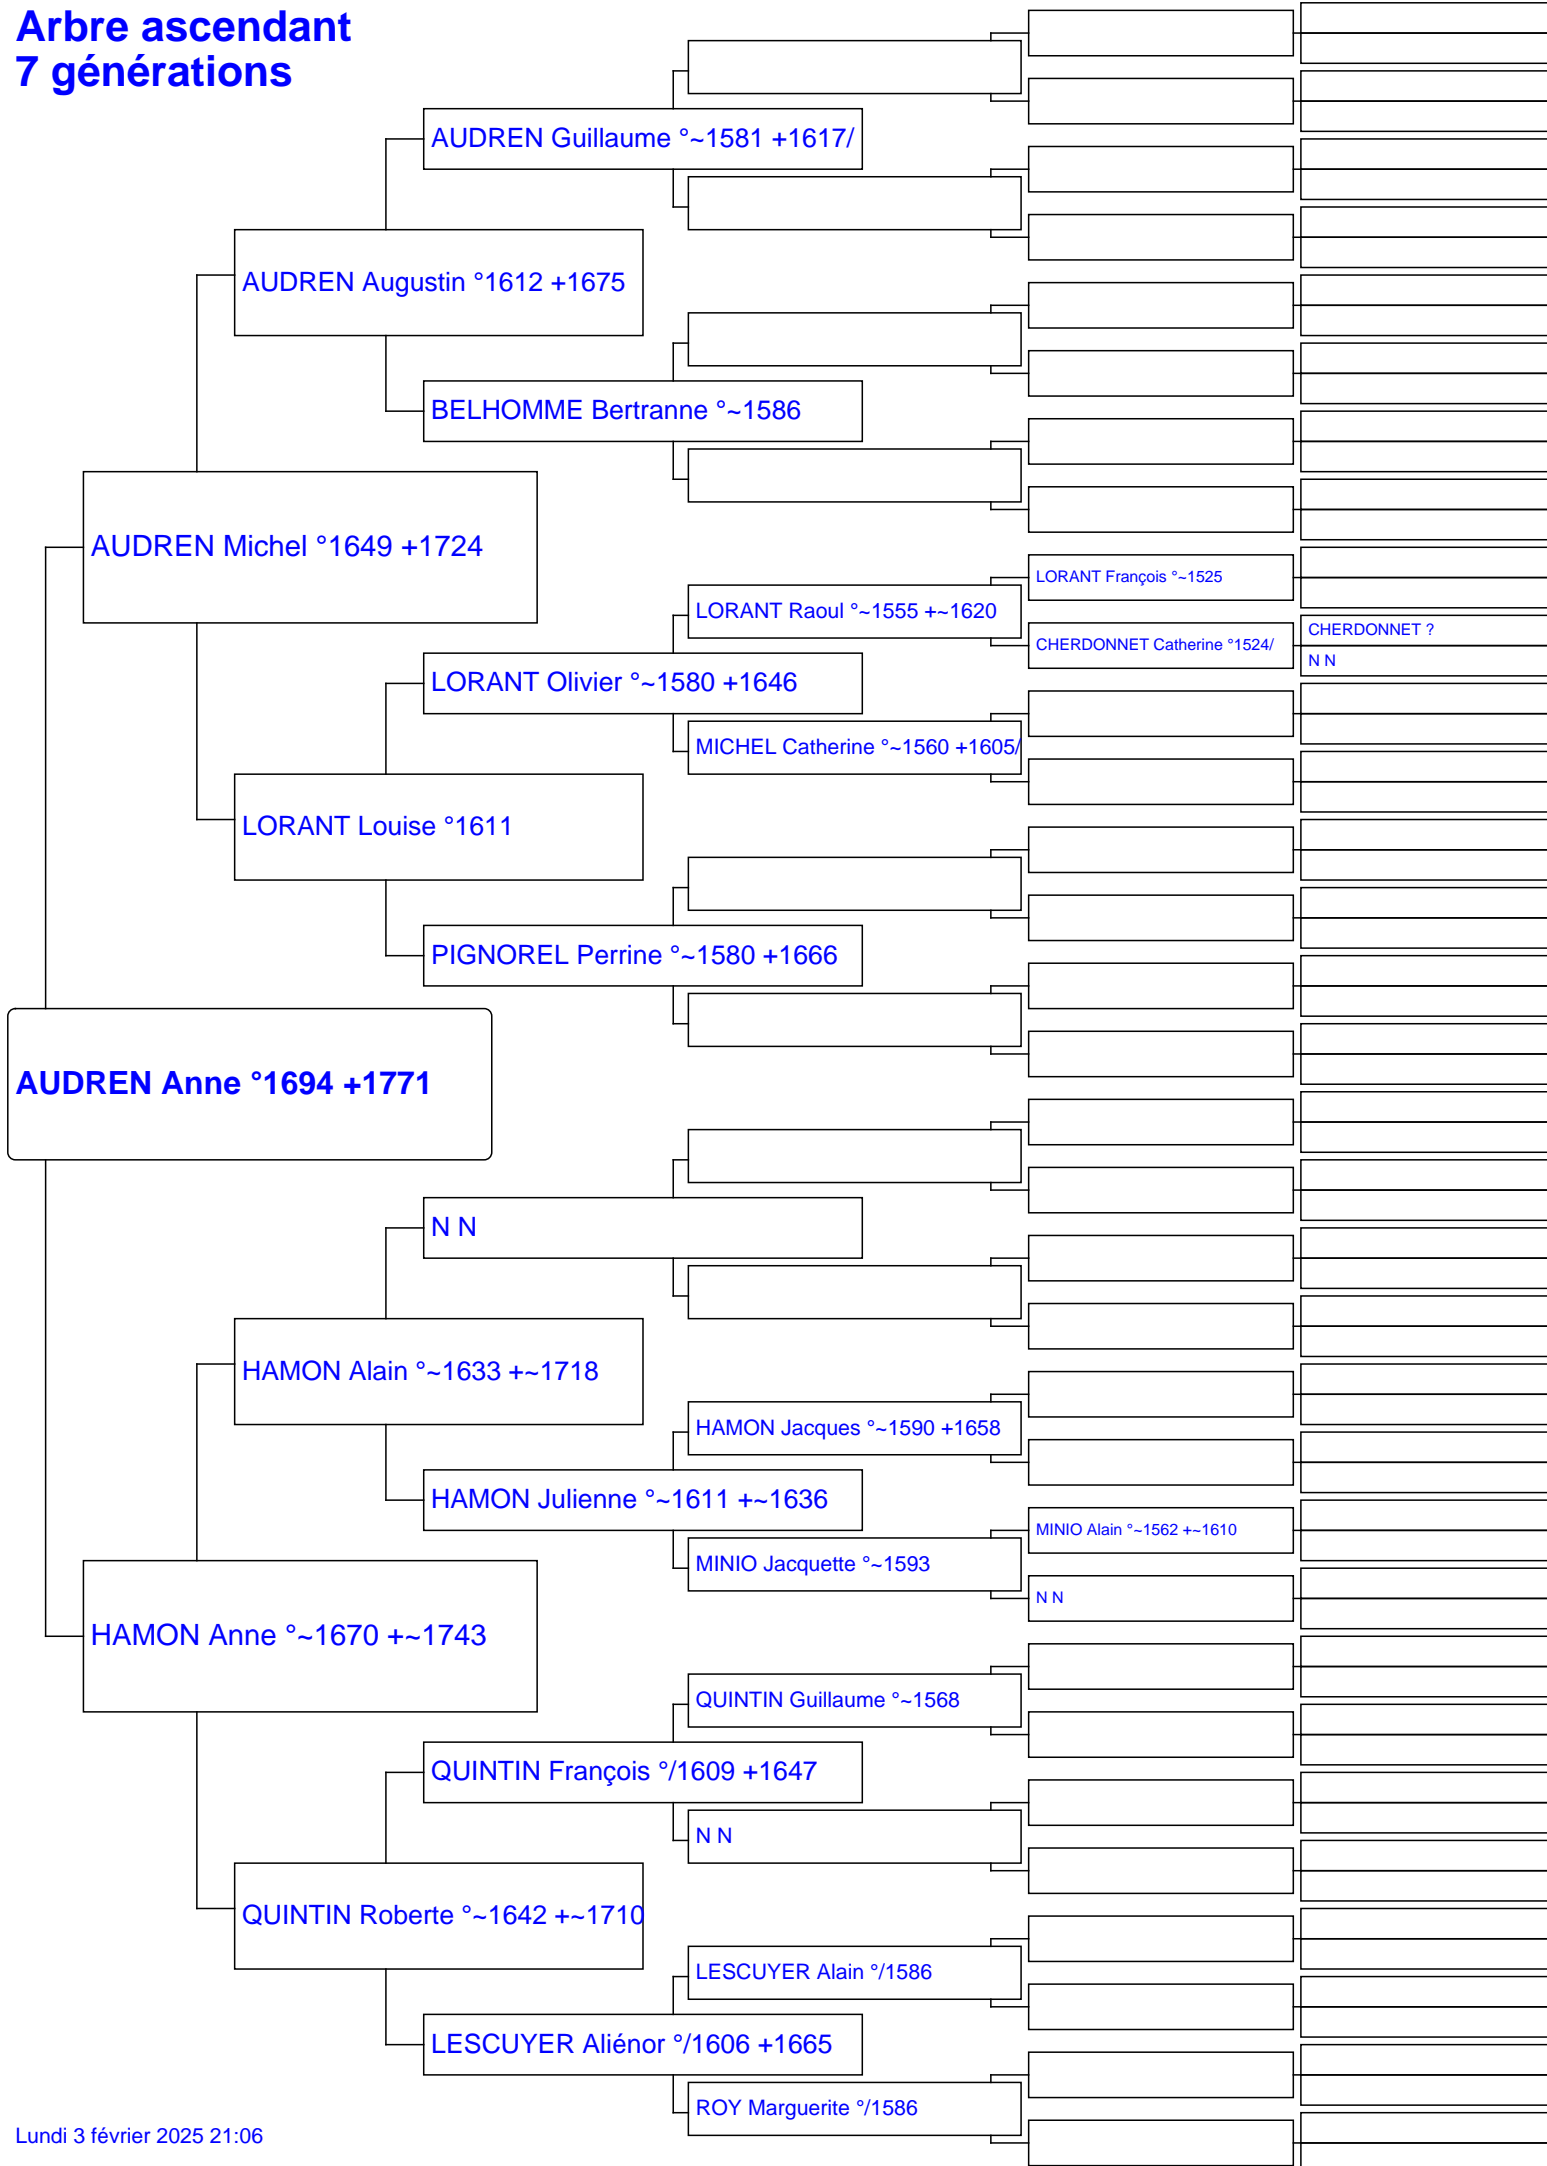 Arbre ascendant
7 générations
AUDREN Guillaume °~1581 +1617/
AUDREN Augustin °1612 +1675
BELHOMME Bertranne °~1586
AUDREN Michel °1649 +1724
LORANT François °~1525
LORANT Raoul °~1555 +~1620
CHERDONNET ?
CHERDONNET Catherine °1524/
N N
LORANT Olivier °~1580 +1646
MICHEL Catherine °~1560 +1605/
LORANT Louise °1611
PIGNOREL Perrine °~1580 +1666
AUDREN Anne °1694 +1771
N N
HAMON Alain °~1633 +~1718
HAMON Jacques °~1590 +1658
HAMON Julienne °~1611 +~1636
MINIO Alain °~1562 +~1610
MINIO Jacquette °~1593
N N
HAMON Anne °~1670 +~1743
QUINTIN Guillaume °~1568
QUINTIN François °/1609 +1647
N N
QUINTIN Roberte °~1642 +~1710
LESCUYER Alain °/1586
LESCUYER Aliénor °/1606 +1665
ROY Marguerite °/1586
Lundi 3 février 2025 21:06